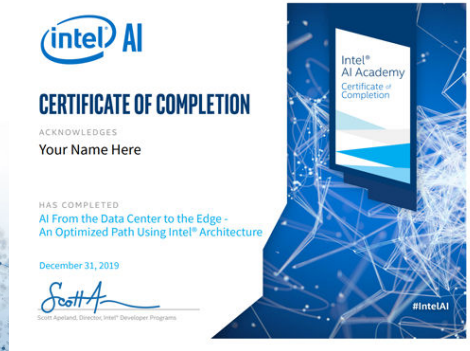 intel AI
CERTIFICATE OF COMPLETION
ACKNOWLEDGES
Your Name Here
HAS COMPLETED
AI From the Data Center to the Edge -
An Optimized Path Using Intel® Architecture
December 31, 2019
Scott A
Scott Apeland, Director, Intel® Developer Programs
Intel®
AI Academy
Certificate of
Completion
#IntelAI